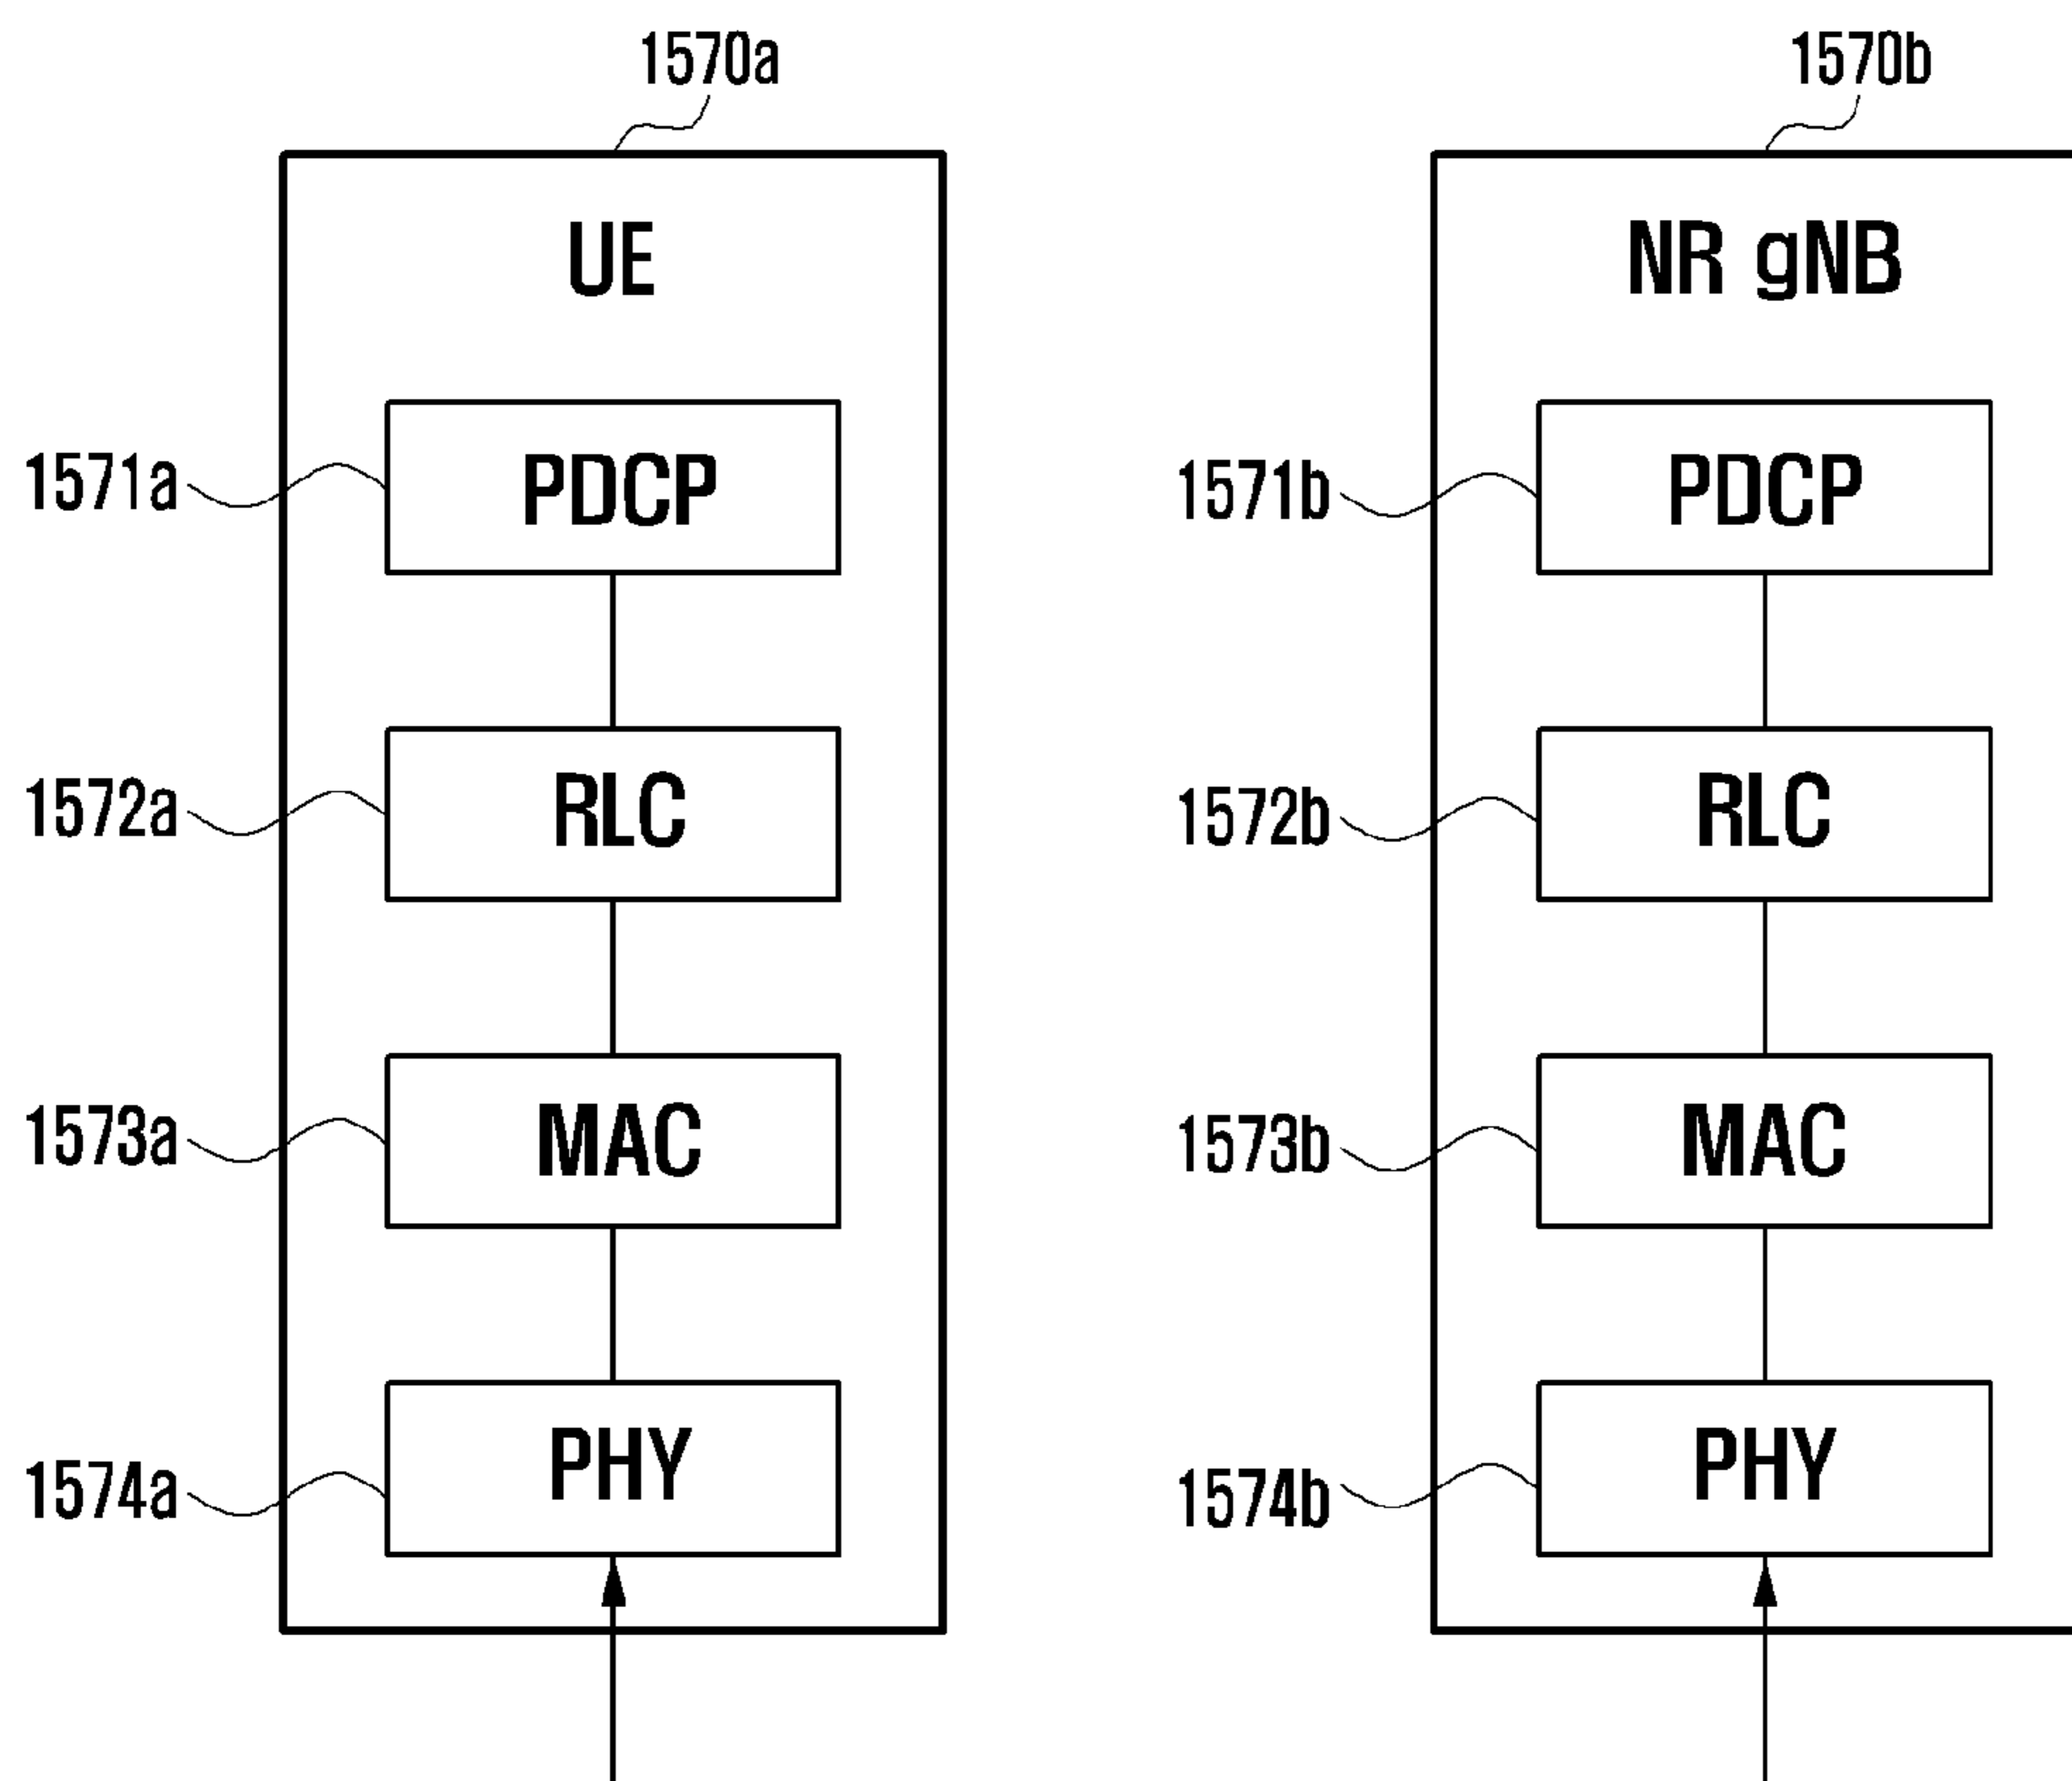 1570a
1570b
UE
NR gNB
1571a
PDCP
1571b
PDCP
1572a
RLC
1572b
RLC
1573a
MAC
1573b
MAC
1574a
PHY
1574b
PHY